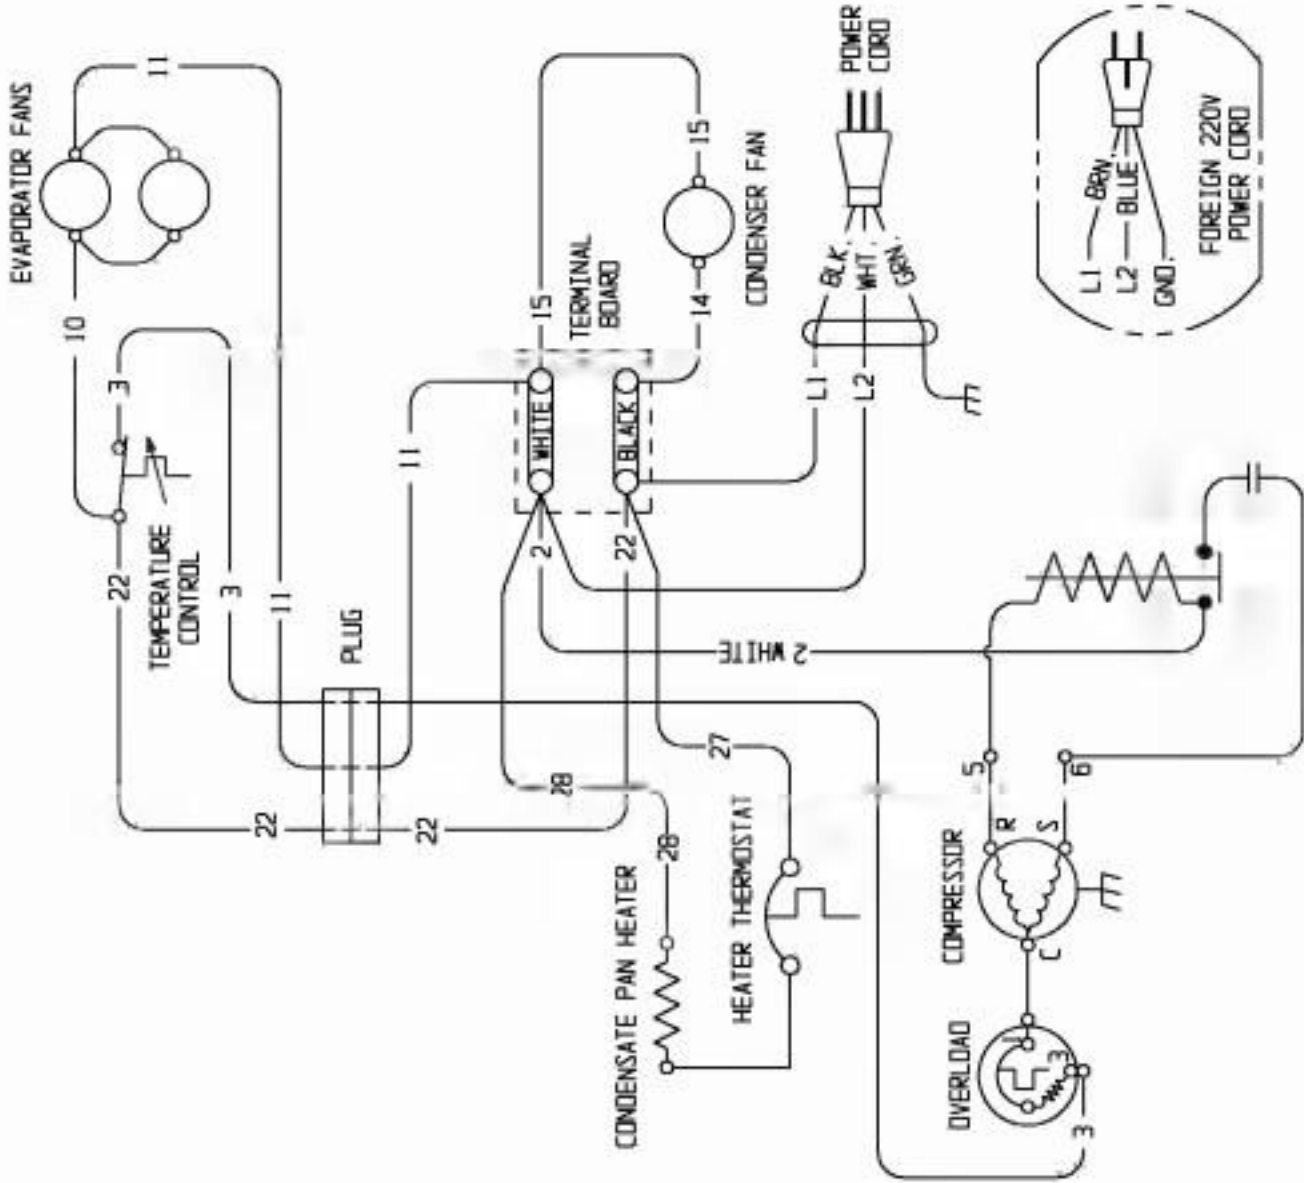 EVAPORATOR FANS
11
10
3
22
TEMPERATURE
CONTROL
3
11
PLUG
22
22
11
15
15
TERMINAL
BOARD
WHITE
BLACK
14
CONDENSER FAN
POWER
CORD
BLK.
WHT.
GRN.
L1
L2
2
22
2 WHITE
28
28
27
CONDENSATE PAN HEATER
HEATER THERMOSTAT
COMPRESSOR
R
S
C
5
6
OVERLOAD
1
3
3
L1
BRN.
L2
BLUE
GND.
FOREIGN 220V
POWER CORD